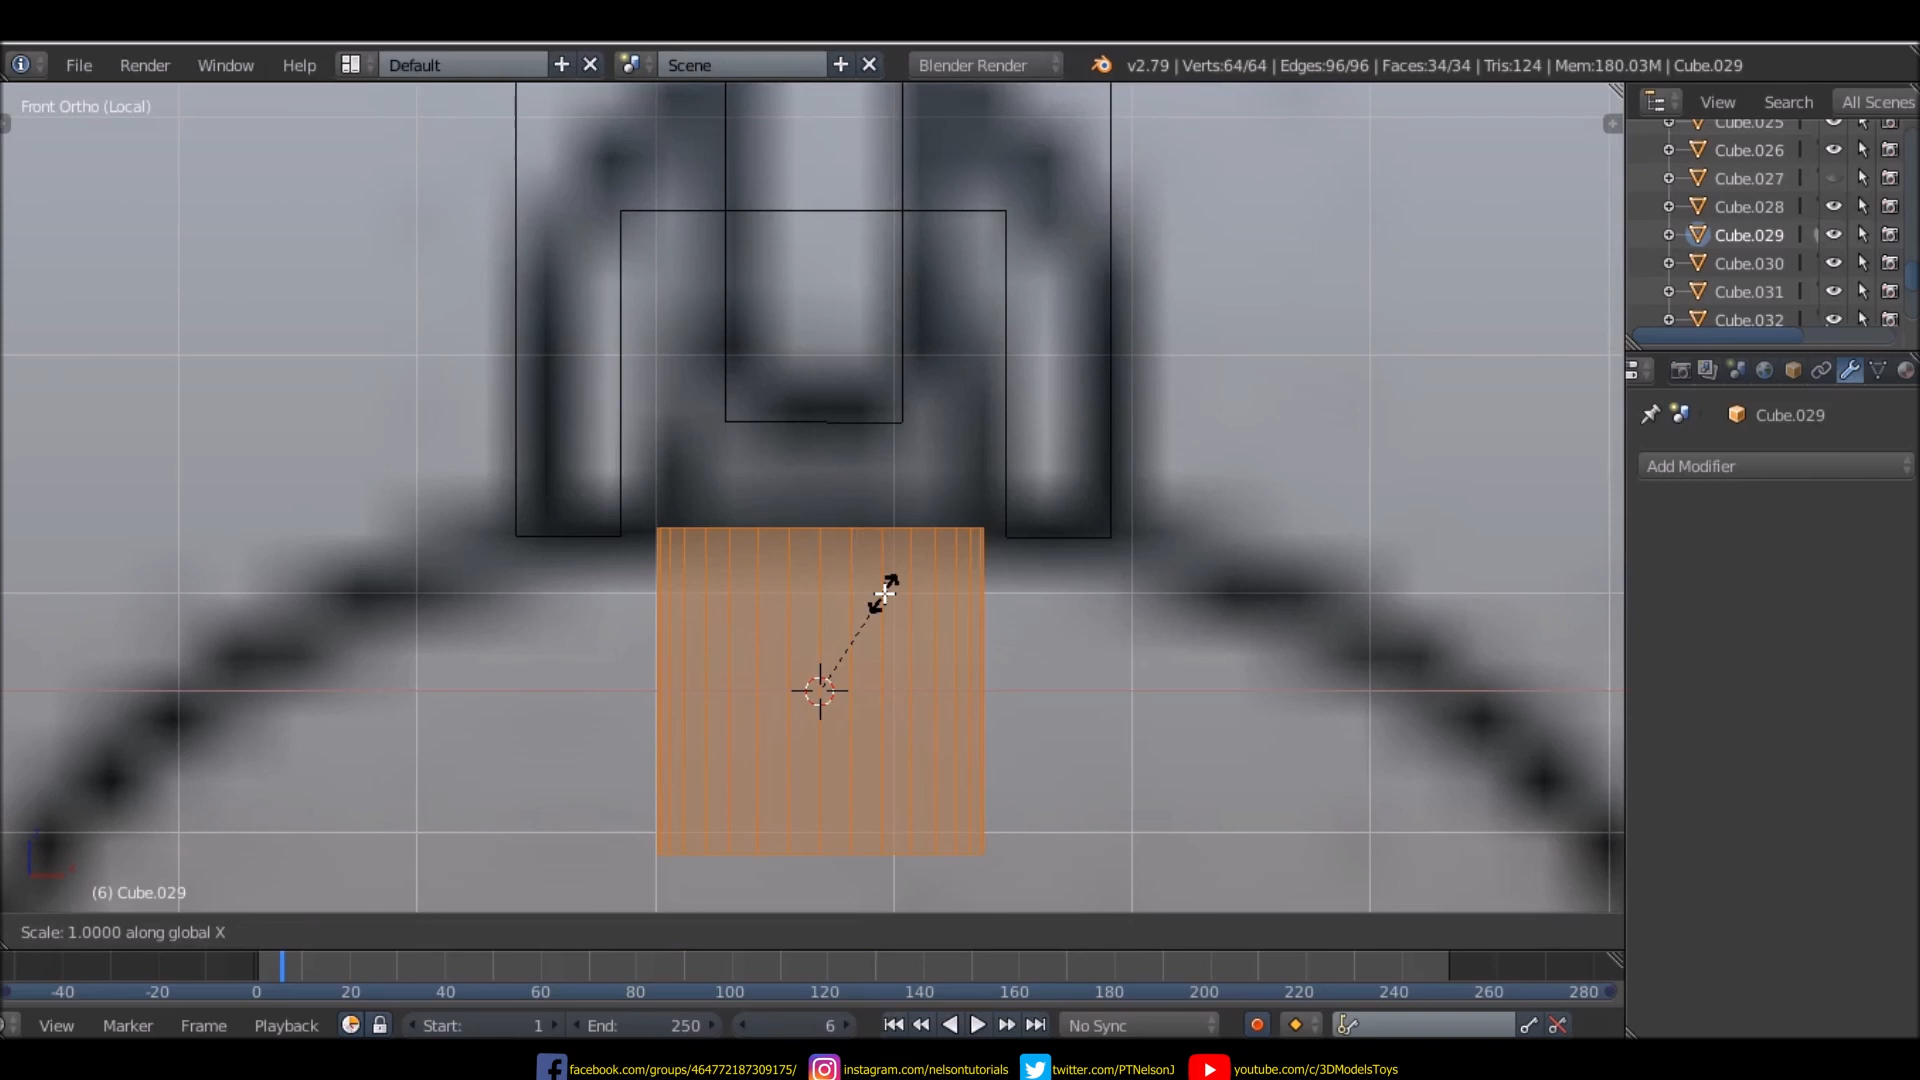 File Render Window Help Default Scene Blender Render v2.79 | Verts:64/64 | Edges:96/96 | Faces:34/34 | Tris:124 | Mem:180.03M | Cube.029
Front Ortho (Local)
View Search All Scenes
Cube.025
Cube.026
Cube.027
Cube.028
Cube.029
Cube.030
Cube.031
Cube.032
Cube.029
Add Modifier
(6) Cube.029
Scale: 1.0000 along global X
-40 -20 0 20 40 60 80 100 120 140 160 180 200 220 240 260 280
View Marker Frame Playback Start: 1 End: 250 6 No Sync
facebook.com/groups/464772187309175/ instagram.com/nelsontutorials twitter.com/PTNelsonJ youtube.com/c/3DModelsToys